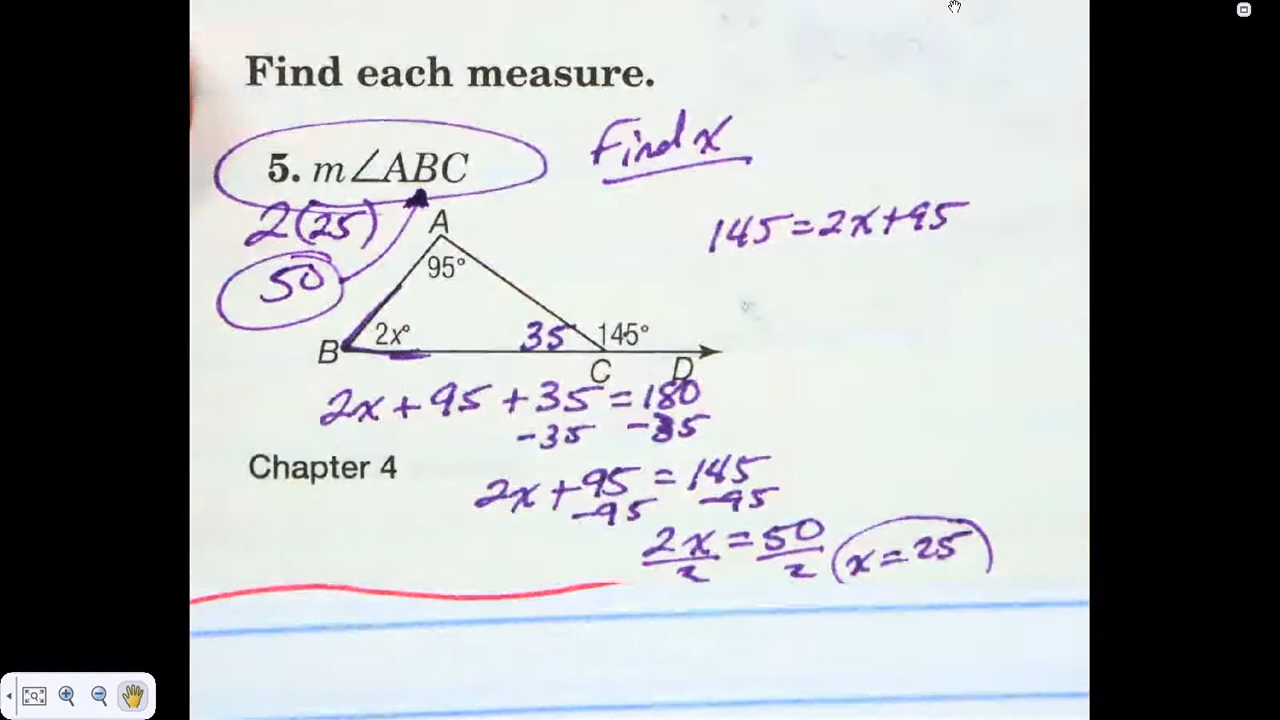 Find each measure.
Find x
5. m∠ABC
2(25)
145=2x+95
A
50
95°
B
2x°
35
145°
C
D
2x+95+35=180
-35 -35
Chapter 4
2x+95=145
-95 -95
2x=50
2 2
x=25